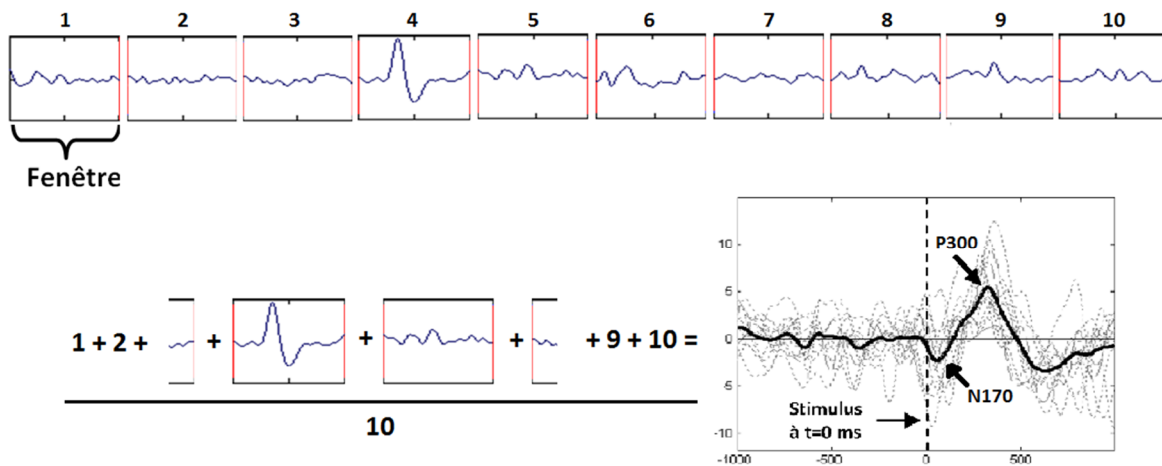 1 2 3 4 5 6 7 8 9 10
Fenêtre
1 + 2 + + + + + 9 + 10 =
10
10
5
0
-5
-10
P300
N170
Stimulus
à t=0 ms
-1000 -500 0 500